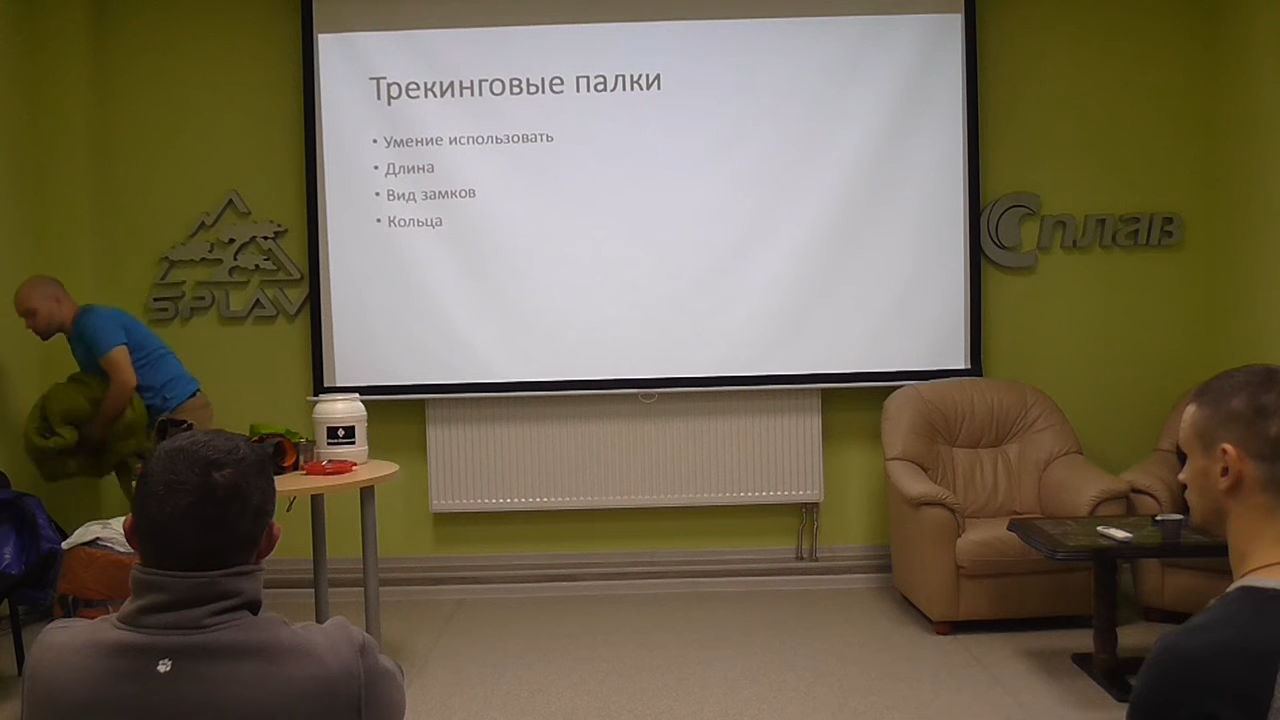 Трекинговые палки
• Умение использовать
• Длина
• Вид замков
• Кольца
SPLAV
Сплав